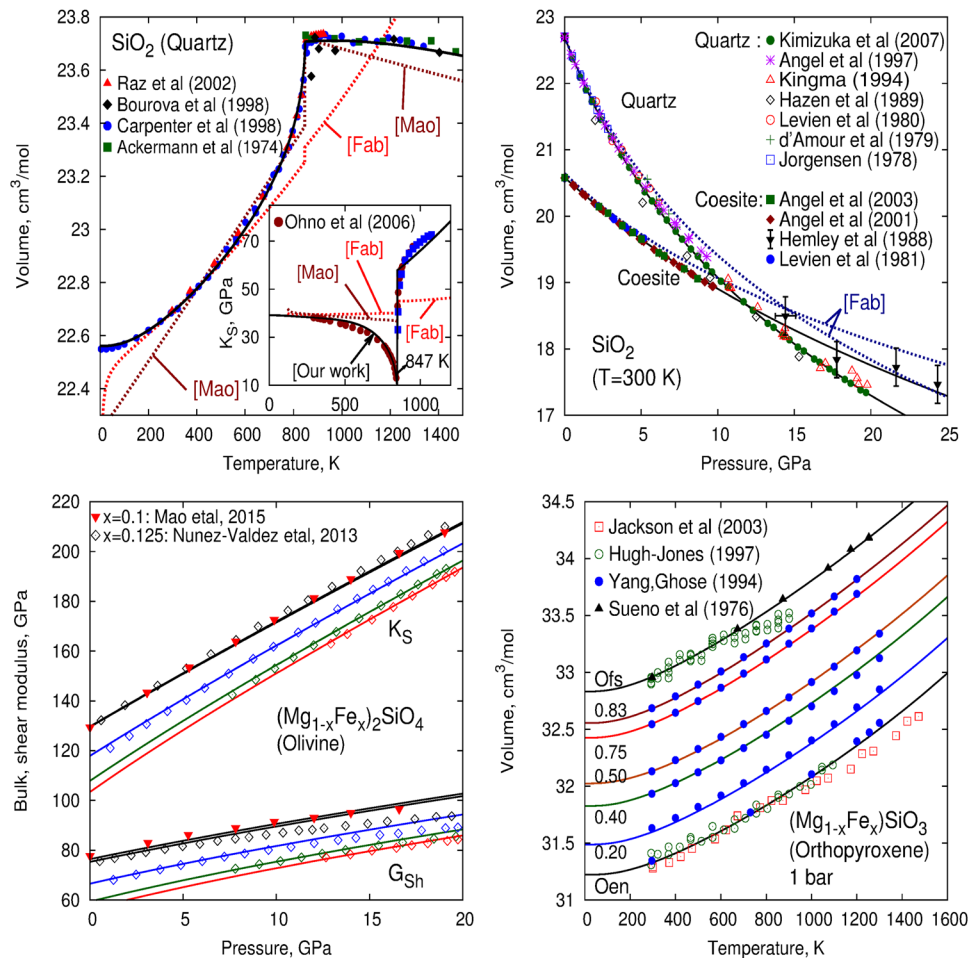 23.8
23.6
23.4
23.2
23
22.8
22.6
22.4
Volume, cm3/mol
SiO2 (Quartz)
Raz et al (2002)
Bourova et al (1998)
Carpenter et al (1998)
Ackermann et al (1974)
[Mao]
[Fab]
[Mao]
Ohno et al (2006)
[Fab]
[Mao]
[Fab]
[Our work]
847 K
KS, GPa
70
40
10
0 500 1000
0 200 400 600 800 1000 1400
Temperature, K
23
22
21
20
19
18
17
Volume, cm3/mol
Quartz :
Kimizuka et al (2007)
Angel et al (1997)
Kingma (1994)
Hazen et al (1989)
Levien et al (1980)
d'Amour et al (1979)
Jorgensen (1978)
Coesite:
Angel et al (2003)
Angel et al (2001)
Hemley et al (1988)
Levien et al (1981)
Quartz
Coesite
[Fab]
SiO2
(T=300 K)
0 5 10 15 20 25
Pressure, GPa
220
200
180
160
140
120
100
80
60
Bulk, shear modulus, GPa
x=0.1: Mao etal, 2015
x=0.125: Nunez-Valdez etal, 2013
KS
(Mg1-xFex)2SiO4
(Olivine)
GSh
0 5 10 15 20
Pressure, GPa
34.5
34
33.5
33
32.5
32
31.5
31
Volume, cm3/mol
Jackson et al (2003)
Hugh-Jones (1997)
Yang,Ghose (1994)
Sueno et al (1976)
Ofs
0.83
0.75
0.50
0.40
0.20
Oen
(Mg1-xFex)SiO3
(Orthopyroxene)
1 bar
0 200 400 600 800 1000 1200 1400 1600
Temperature, K